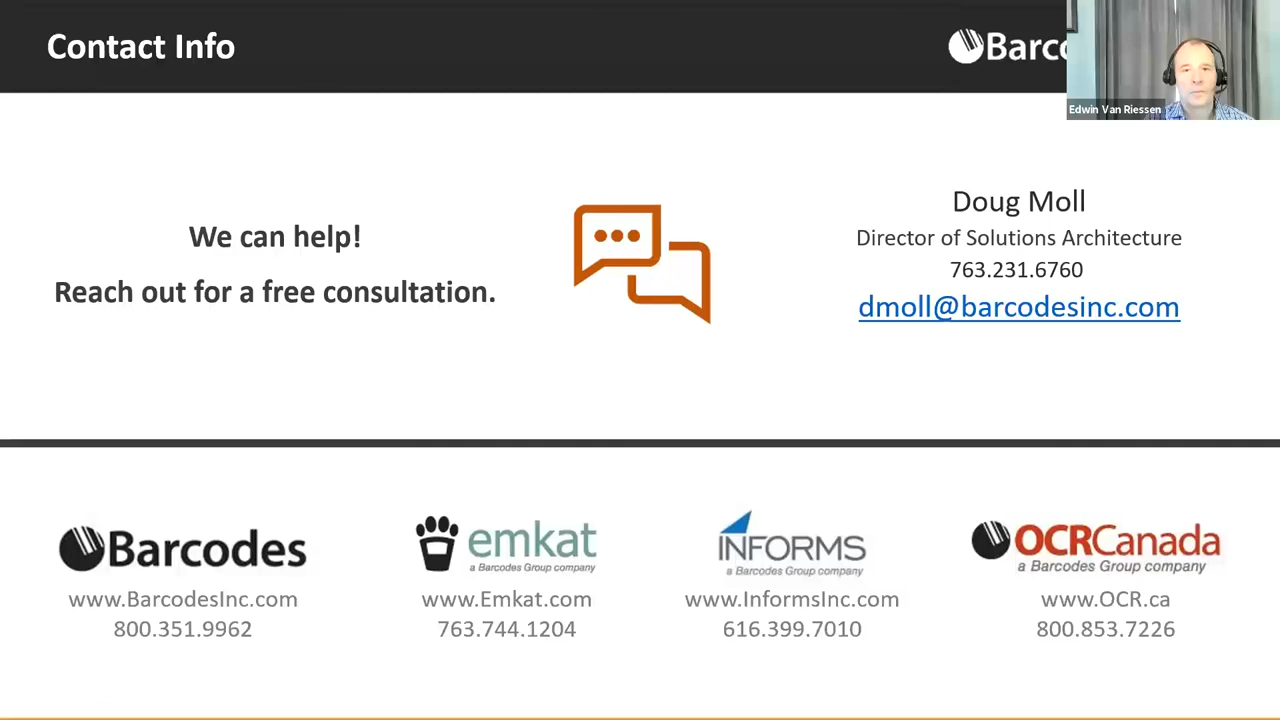 Contact Info
Barco
Edwin Van Riessen
We can help!
Reach out for a free consultation.
Doug Moll
Director of Solutions Architecture
763.231.6760
dmoll@barcodesinc.com
Barcodes
www.BarcodesInc.com
800.351.9962
emkat
a Barcodes Group company
www.Emkat.com
763.744.1204
INFORMS
a Barcodes Group company
www.InformsInc.com
616.399.7010
OCRCanada
a Barcodes Group company
www.OCR.ca
800.853.7226